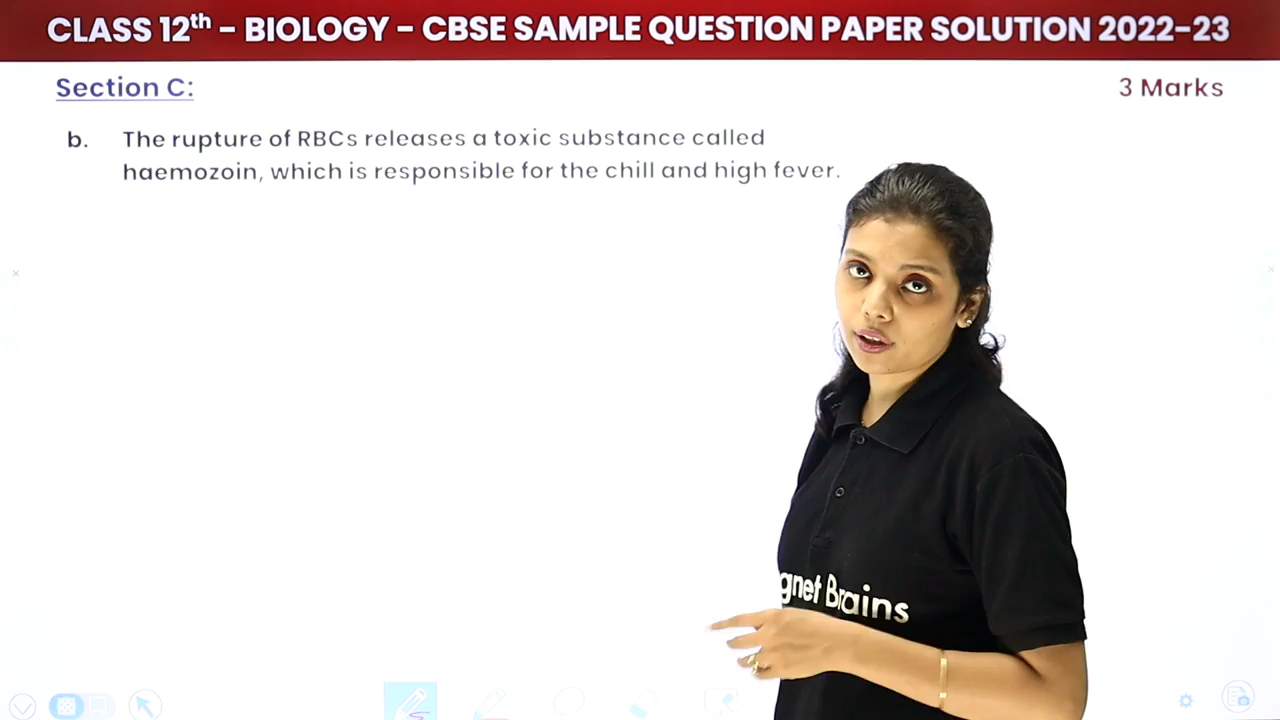 CLASS 12th - BIOLOGY - CBSE SAMPLE QUESTION PAPER SOLUTION 2022-23
Section C:
3 Marks
b. The rupture of RBCs releases a toxic substance called
haemozoin, which is responsible for the chill and high fever.
gnet Brains